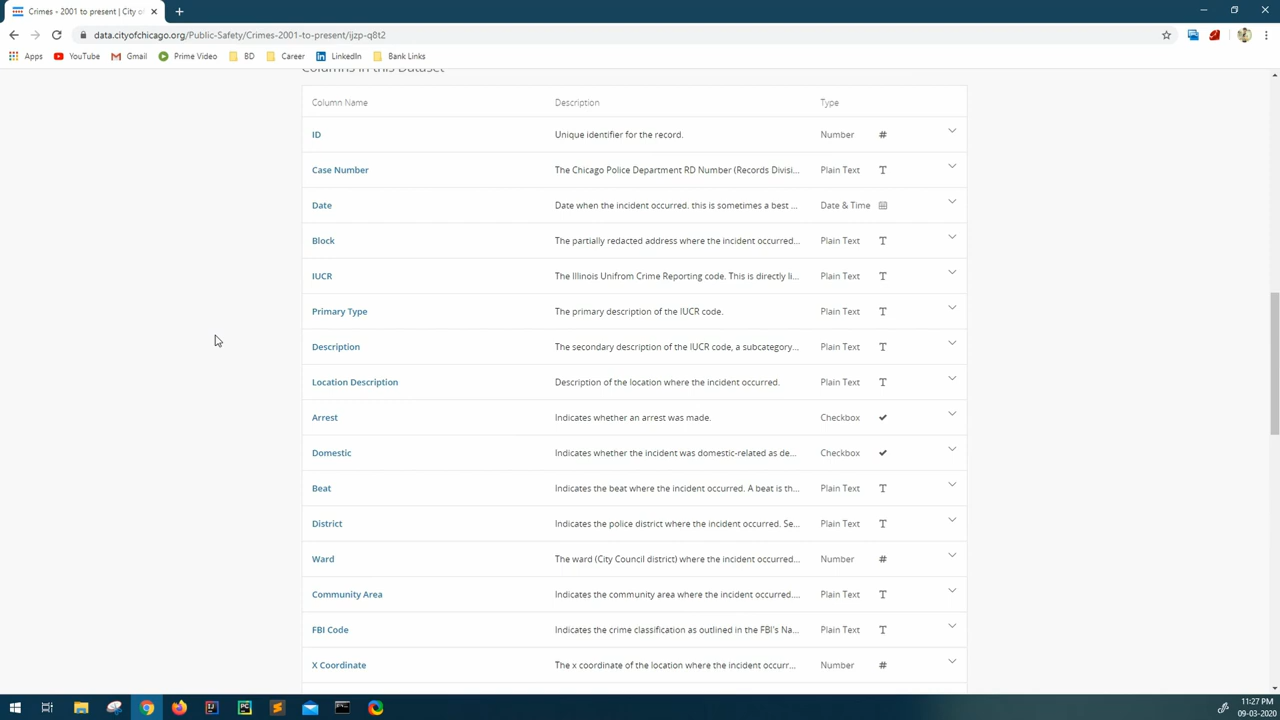 Crimes - 2001 to present | City of
data.cityofchicago.org/Public-Safety/Crimes-2001-to-present/ijzp-q8t2
Apps YouTube Gmail Prime Video BD Career LinkedIn Bank Links
Columns in this Dataset
Column Name Description Type
ID Unique identifier for the record. Number #
Case Number The Chicago Police Department RD Number (Records Divisi... Plain Text T
Date Date when the incident occurred. this is sometimes a best ... Date & Time
Block The partially redacted address where the incident occurred... Plain Text T
IUCR The Illinois Unifrom Crime Reporting code. This is directly li... Plain Text T
Primary Type The primary description of the IUCR code. Plain Text T
Description The secondary description of the IUCR code, a subcategory... Plain Text T
Location Description Description of the location where the incident occurred. Plain Text T
Arrest Indicates whether an arrest was made. Checkbox
Domestic Indicates whether the incident was domestic-related as de... Checkbox
Beat Indicates the beat where the incident occurred. A beat is th... Plain Text T
District Indicates the police district where the incident occurred. Se... Plain Text T
Ward The ward (City Council district) where the incident occurred... Number #
Community Area Indicates the community area where the incident occurred.... Plain Text T
FBI Code Indicates the crime classification as outlined in the FBI's Na... Plain Text T
X Coordinate The x coordinate of the location where the incident occurr... Number #
11:27 PM
09-03-2020